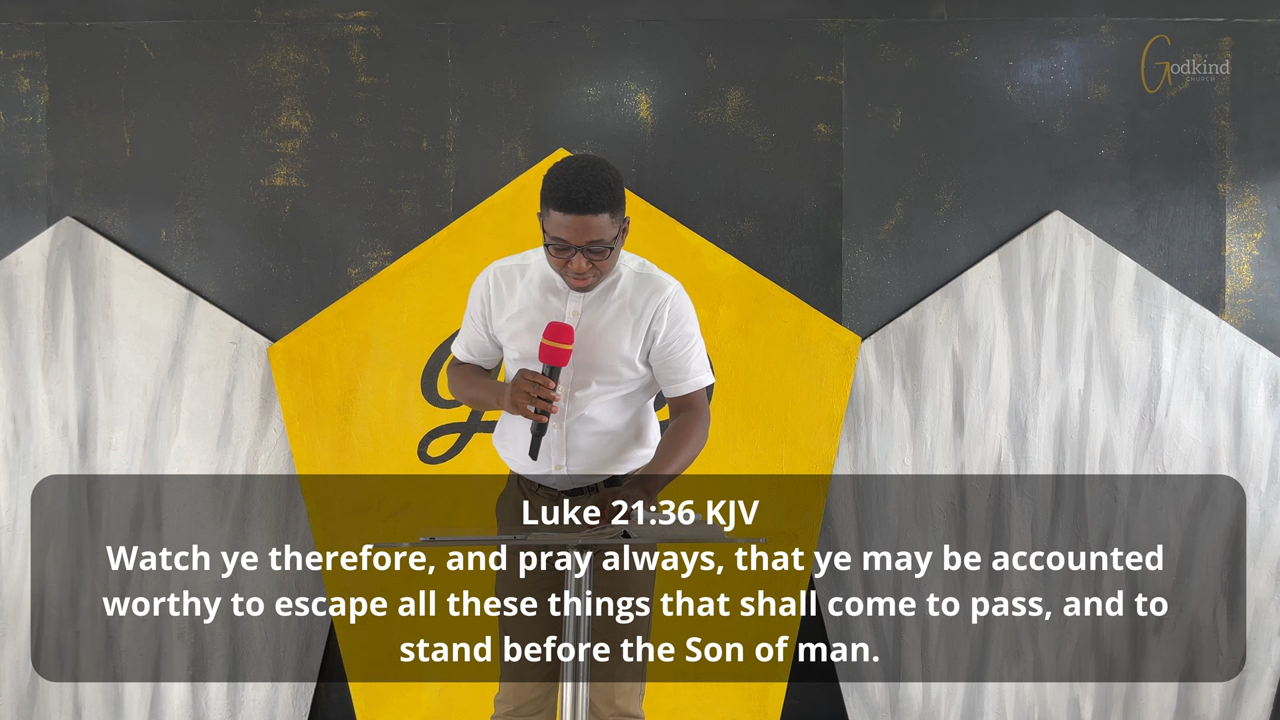 Godkind
CHURCH
Luke 21:36 KJV
Watch ye therefore, and pray always, that ye may be accounted
worthy to escape all these things that shall come to pass, and to
stand before the Son of man.